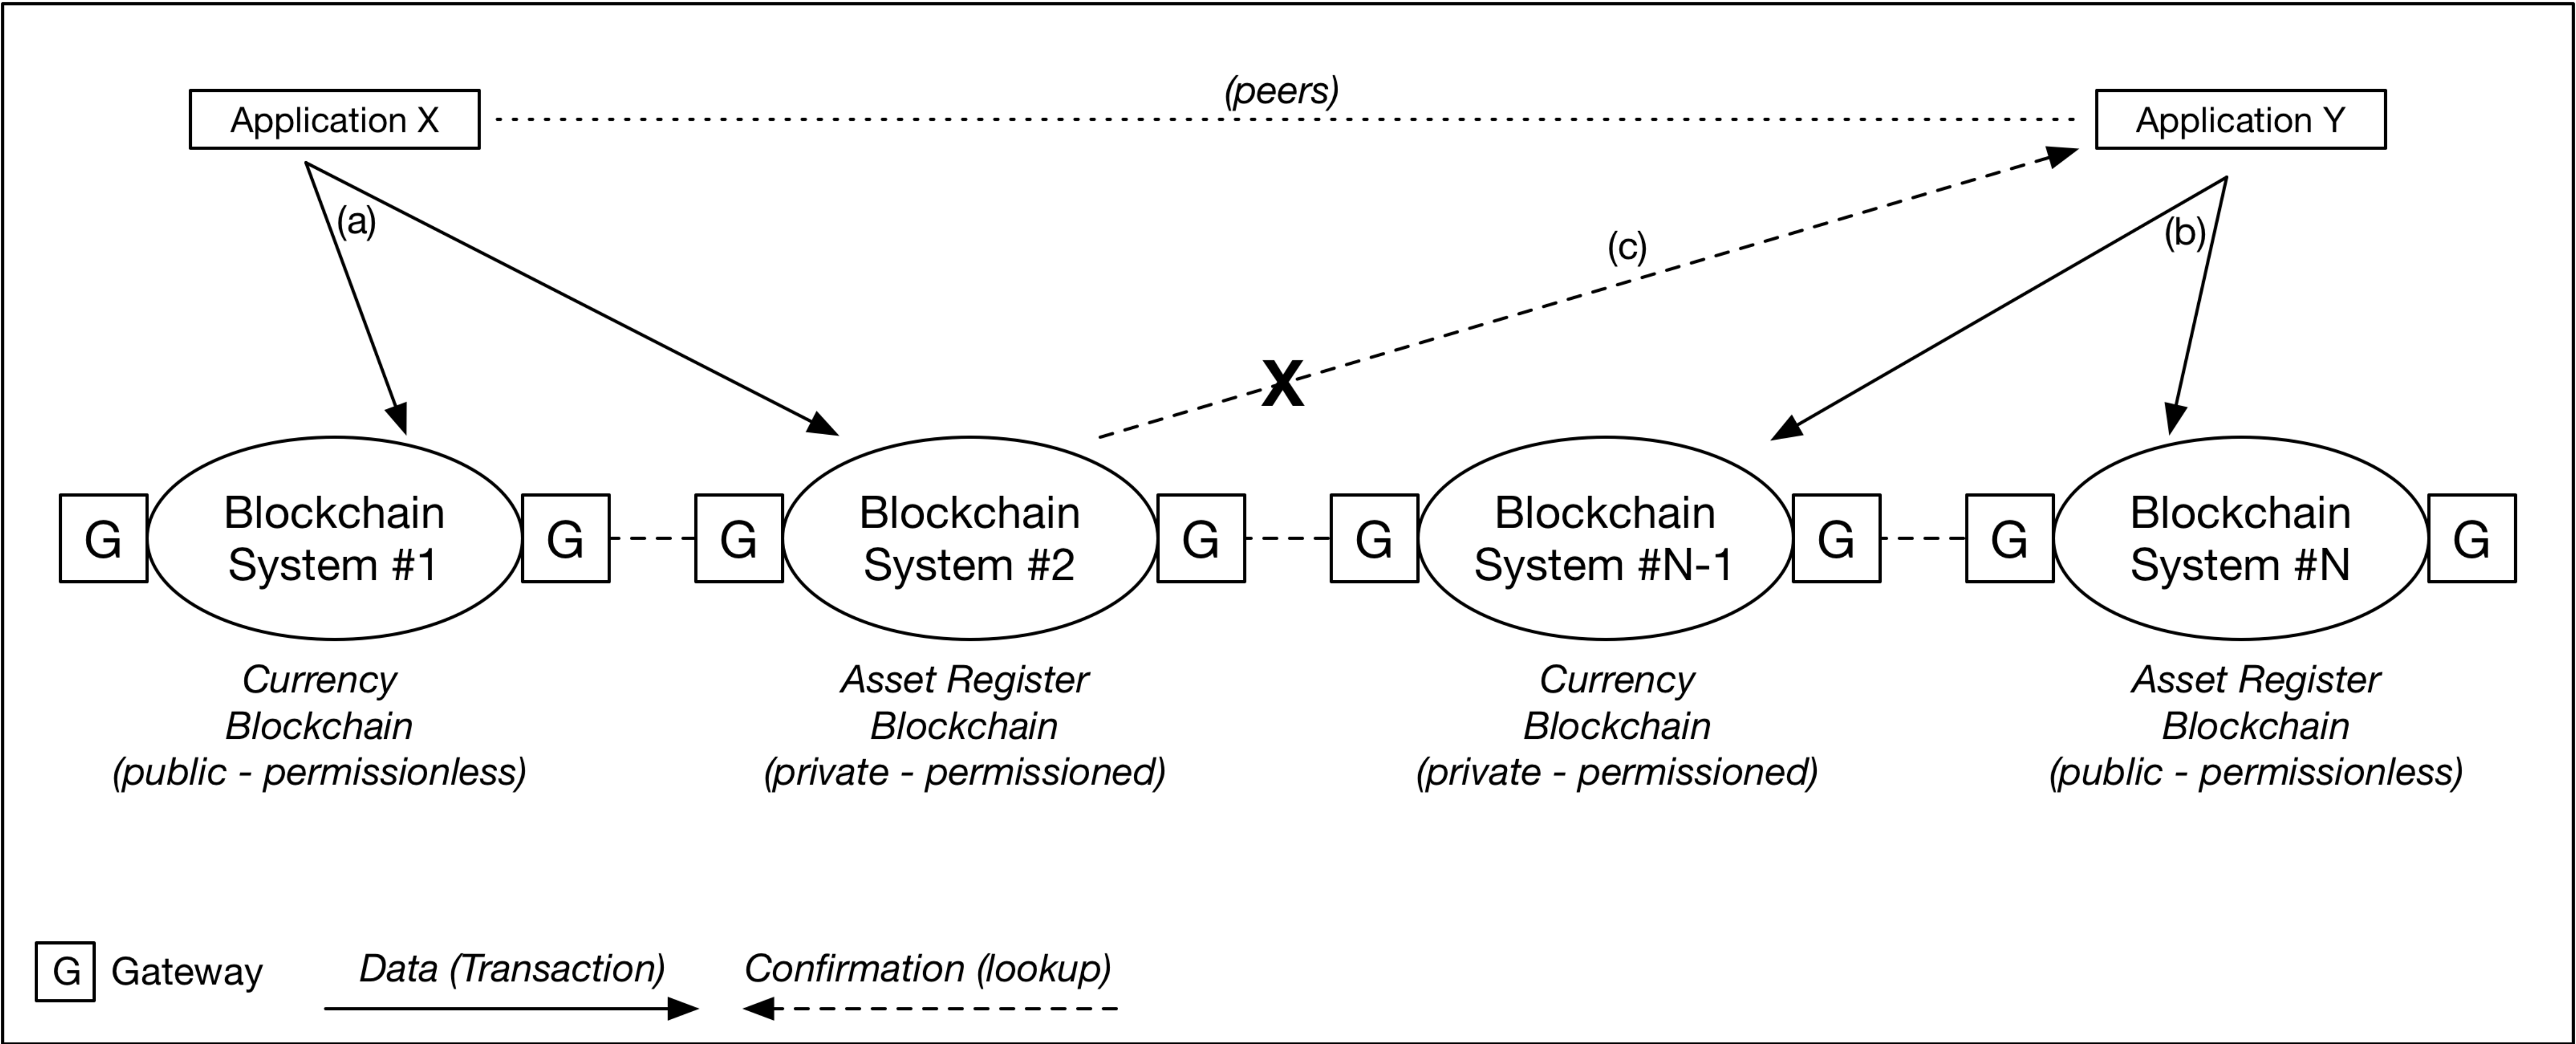 (peers)
Application X
Application Y
(a)
(b)
(c)
X
G
Blockchain
System #1
G
G
Blockchain
System #2
G
G
Blockchain
System #N-1
G
G
Blockchain
System #N
G
Currency
Blockchain
(public - permissionless)
Asset Register
Blockchain
(private - permissioned)
Currency
Blockchain
(private - permissioned)
Asset Register
Blockchain
(public - permissionless)
G Gateway
Data (Transaction)
Confirmation (lookup)